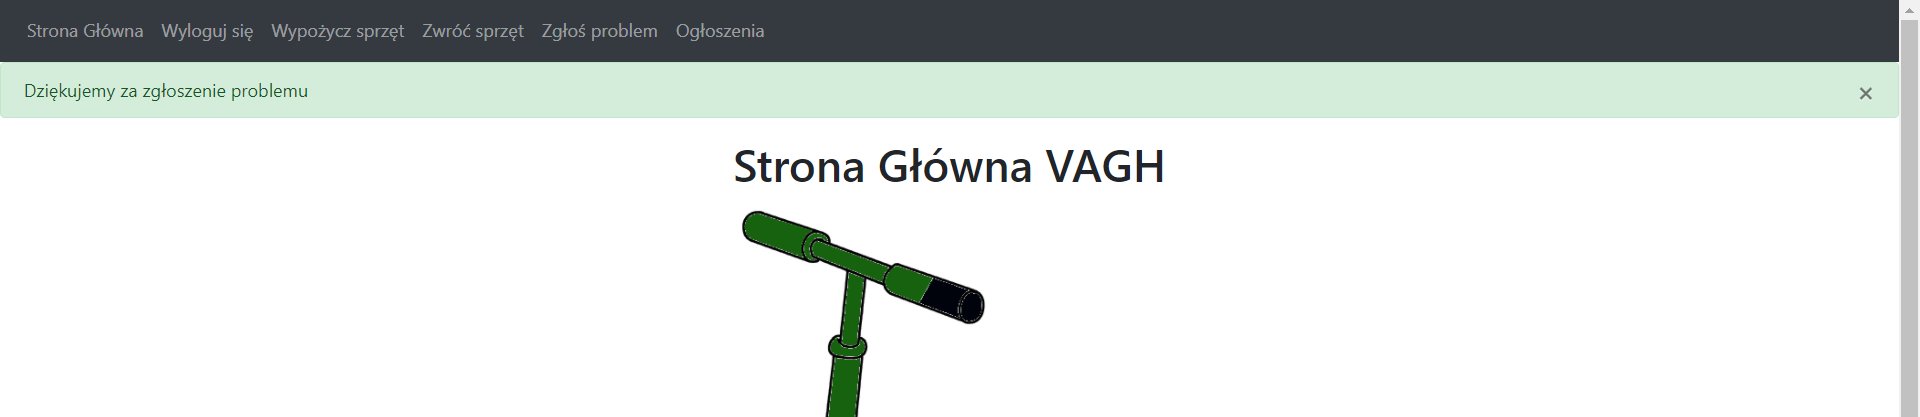 Strona Główna Wyloguj się Wypożycz sprzęt Zwróć sprzęt Zgłoś problem Ogłoszenia
Dziękujemy za zgłoszenie problemu ×
Strona Główna VAGH